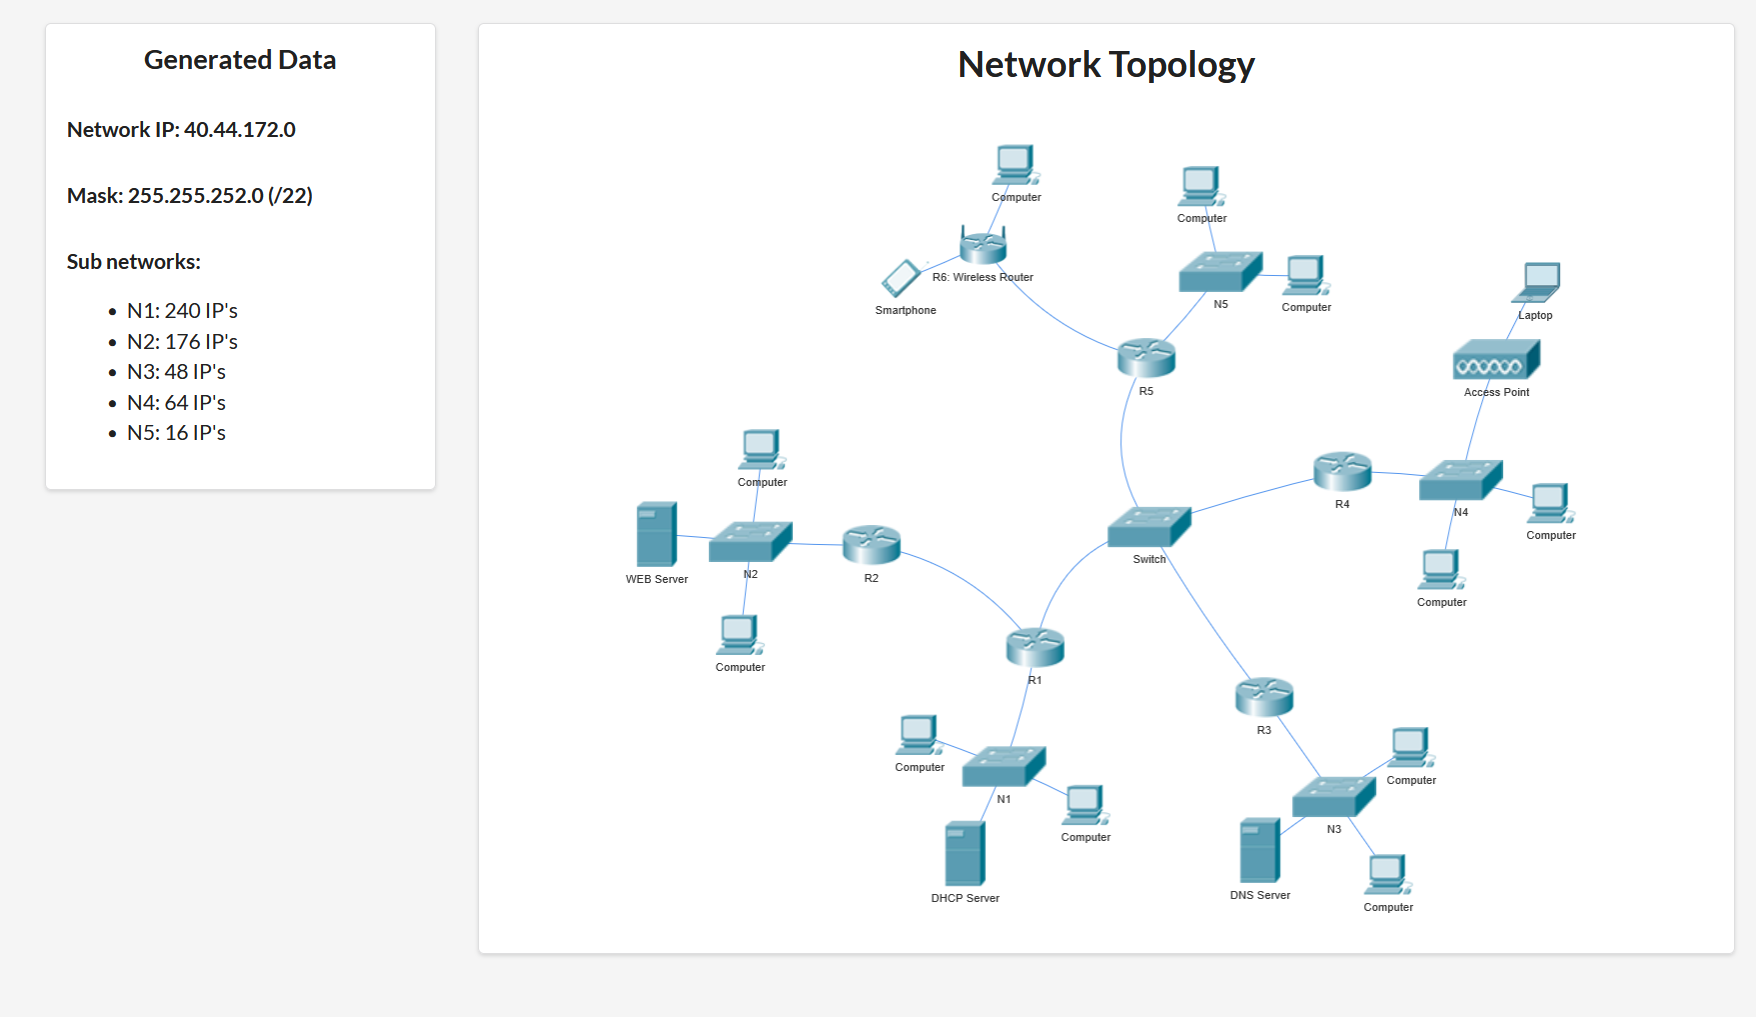 Generated Data
Network IP: 40.44.172.0
Mask: 255.255.252.0 (/22)
Sub networks:
• N1: 240 IP's
• N2: 176 IP's
• N3: 48 IP's
• N4: 64 IP's
• N5: 16 IP's
Network Topology
Computer
Computer
R6: Wireless Router
Smartphone
N5
Computer
Laptop
R5
Access Point
Computer
R4
N4
Computer
Switch
WEB Server
N2
R2
Computer
Computer
R1
R3
Computer
N1
Computer
Computer
N3
DHCP Server
DNS Server
Computer